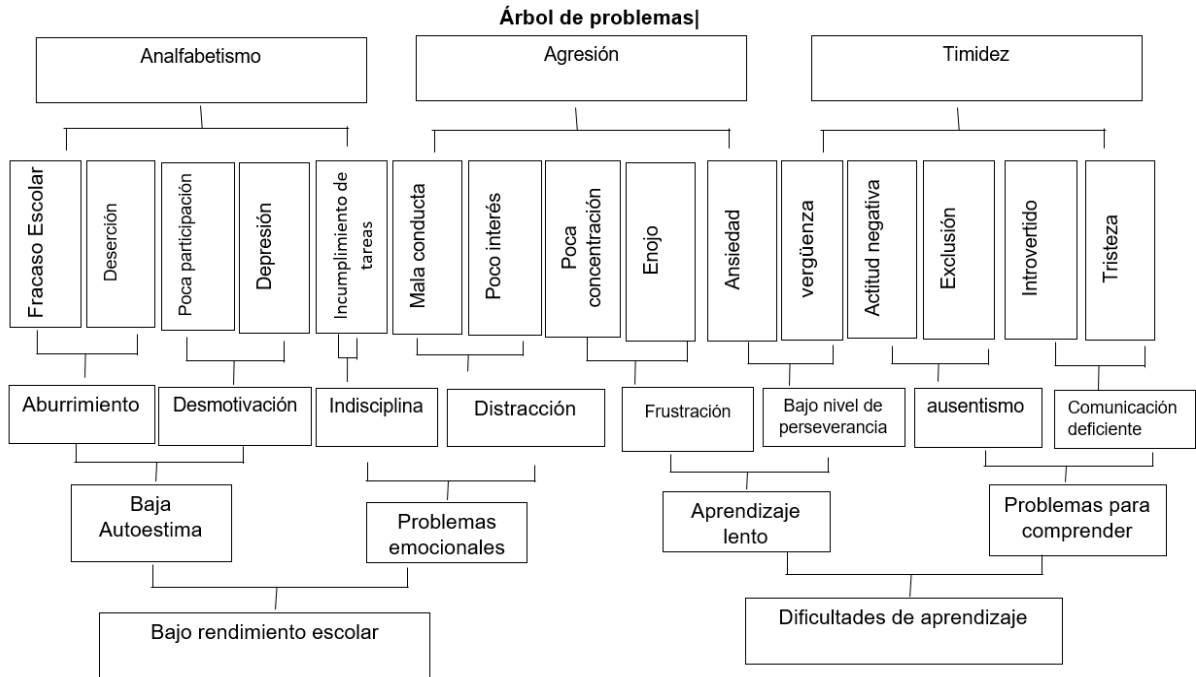 Árbol de problemas|
Analfabetismo
Agresión
Timidez
Fracaso Escolar
Deserción
Poca participación
Depresión
Incumplimiento de
tareas
Mala conducta
Poco interés
Poca
concentración
Enojo
Ansiedad
vergüenza
Actitud negativa
Exclusión
Introvertido
Tristeza
Aburrimiento
Desmotivación
Indisciplina
Distracción
Frustración
Bajo nivel de
perseverancia
ausentismo
Comunicación
deficiente
Baja
Autoestima
Problemas
emocionales
Aprendizaje
lento
Problemas para
comprender
Bajo rendimiento escolar
Dificultades de aprendizaje